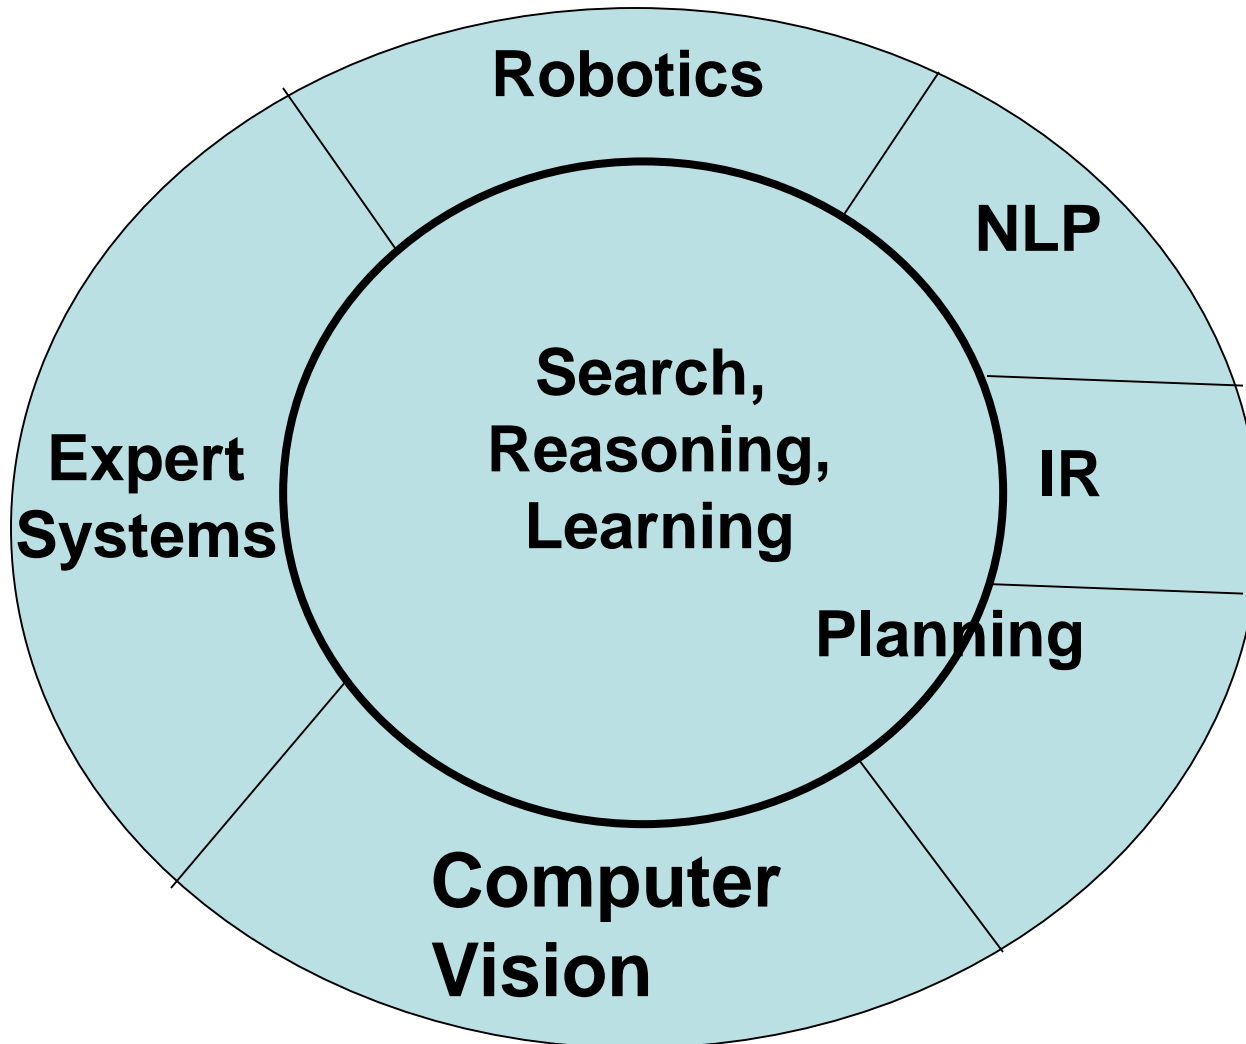 Robotics
NLP
Search,
Reasoning,
Learning
Expert
Systems
IR
Planning
Computer
Vision